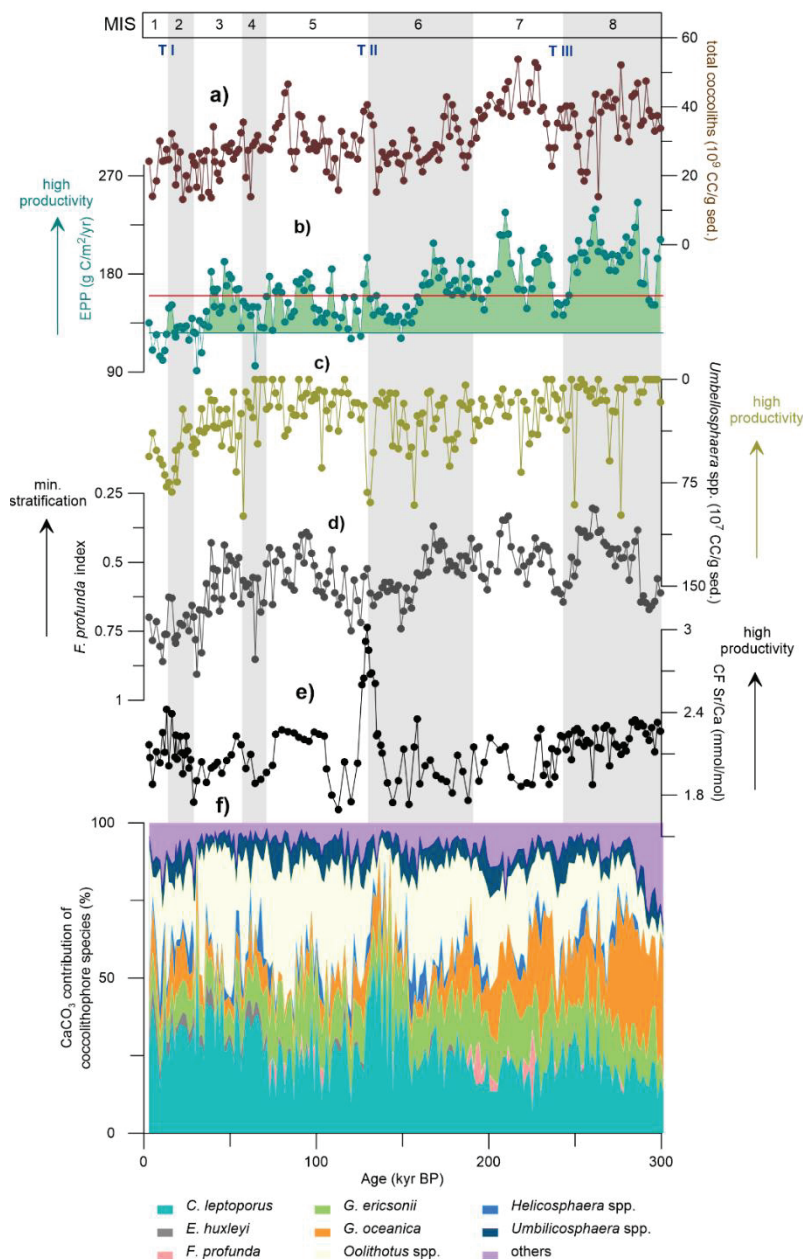 MIS 1 2 3 4 5 6 7 8
T I T II T III
60
40
20
0
total coccoliths (10⁹ CC/g sed.)
a)
270
180
90
high productivity
EPP (g C/m²/yr)
b)
c)
0
75
150
Umbellosphaera spp. (10⁷ CC/g sed.)
high productivity
min. stratification
0.25
0.5
0.75
1
F. profunda index
d)
3
2.4
1.8
CF Sr/Ca (mmol/mol)
high productivity
e)
f)
100
50
0
CaCO₃ contribution of
coccolithophore species (%)
0 100 200 300
Age (kyr BP)
C. leptoporus G. ericsonii Helicosphaera spp.
E. huxleyi G. oceanica Umbilicosphaera spp.
F. profunda Oolithotus spp. others